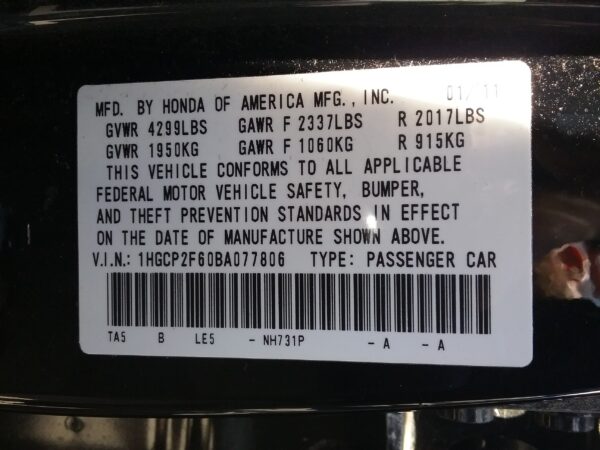 MFD. BY HONDA OF AMERICA MFG., INC. 01/11
GVWR 4299LBS GAWR F 2337LBS R 2017LBS
GVWR 1950KG GAWR F 1060KG R 915KG
THIS VEHICLE CONFORMS TO ALL APPLICABLE
FEDERAL MOTOR VEHICLE SAFETY, BUMPER,
AND THEFT PREVENTION STANDARDS IN EFFECT
ON THE DATE OF MANUFACTURE SHOWN ABOVE.
V.I.N.: 1HGCP2F60BA077806 TYPE: PASSENGER CAR
TA5 B LE5 - NH731P - A - A